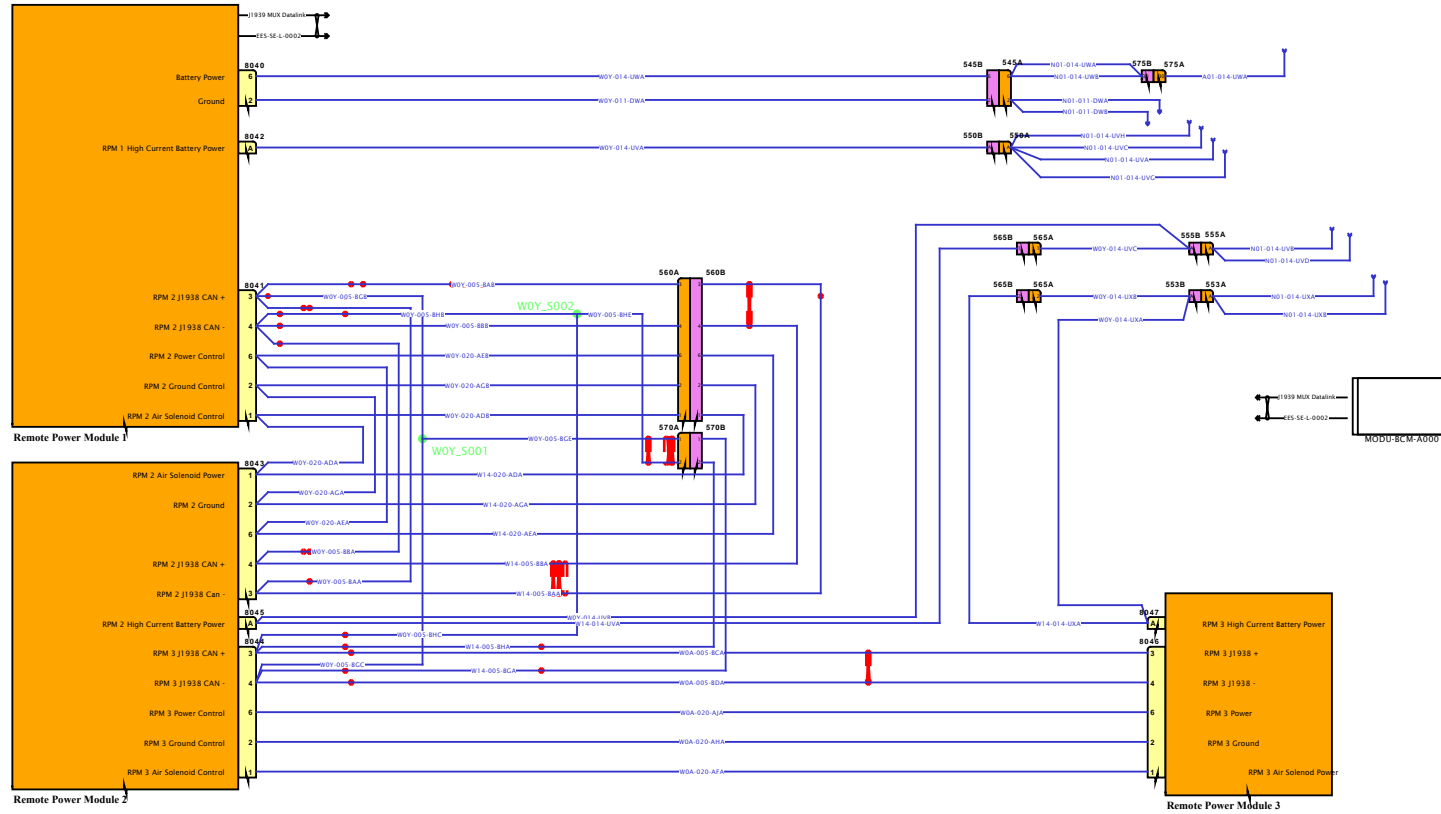 J1939 MUX Datalink
EES-SE-L-0002
8040
Battery Power
6
W0Y-014-UWA
Ground
2
W0Y-011-DWA
8042
RPM 1 High Current Battery Power
A
W0Y-014-UVA
545B
545A
N01-014-UWA
N01-014-UWB
575B
575A
A01-014-UWA
N01-011-DWA
N01-011-DWB
550B
550A
N01-014-UVH
N01-014-UVC
N01-014-UVA
N01-014-UVG
565B
565A
W0Y-014-UVC
555B
555A
N01-014-UVB
N01-014-UVD
565B
565A
W0Y-014-UXB
553B
553A
N01-014-UXA
N01-014-UXB
W0Y-014-UXA
8041
RPM 2 J1938 CAN +
3
RPM 2 J1938 CAN -
4
RPM 2 Power Control
6
RPM 2 Ground Control
2
RPM 2 Air Solenoid Control
1
Remote Power Module 1
W0Y-005-BAB
W0Y-005-BGB
W0Y-005-BHB
W0Y-005-BBB
W0Y_S002
W0Y-005-BHE
W0Y-020-AEB
W0Y-020-AGB
W0Y-020-ADB
W0Y-005-BGE
W0Y_S001
560A
560B
570A
570B
J1939 MUX Datalink
EES-SE-L-0002
MODU-BCM-A000
8043
RPM 2 Air Solenoid Power
1
RPM 2 Ground
2
6
RPM 2 J1938 CAN +
4
RPM 2 J1938 Can -
3
W0Y-020-ADA
W14-020-ADA
W0Y-020-AGA
W14-020-AGA
W0Y-020-AEA
W14-020-AEA
W0Y-005-BBA
W14-005-BBA
W0Y-005-BAA
W14-005-BAA
8045
RPM 2 High Current Battery Power
A
W0Y-014-UVB
W14-014-UVA
W14-014-UXA
8044
W0Y-005-BHC
W14-005-BHA
RPM 3 J1938 CAN +
3
W0A-005-BCA
W0Y-005-BGC
W14-005-BGA
RPM 3 J1938 CAN -
4
W0A-005-BDA
RPM 3 Power Control
6
W0A-020-AJA
RPM 3 Ground Control
2
W0A-020-AHA
RPM 3 Air Solenoid Control
1
W0A-020-AFA
Remote Power Module 2
8047
A
RPM 3 High Current Battery Power
8046
3
RPM 3 J1938 +
4
RPM 3 J1938 -
6
RPM 3 Power
2
RPM 3 Ground
1
RPM 3 Air Solenod Power
Remote Power Module 3